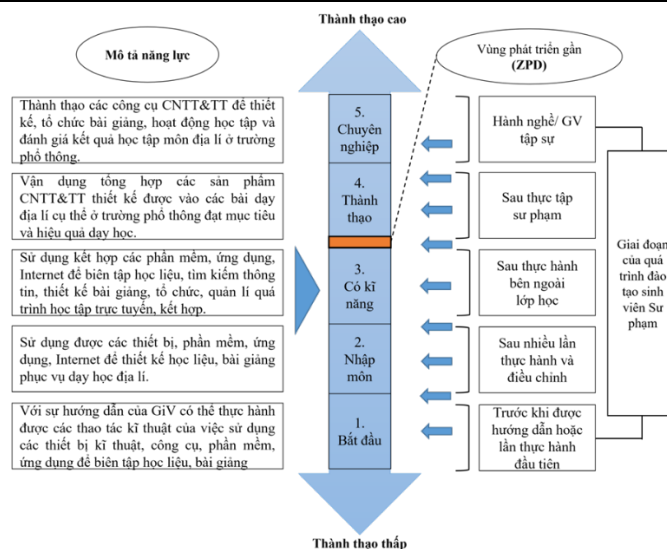 Thành thạo cao
Mô tả năng lực
Vùng phát triển gần
(ZPD)
Thành thạo các công cụ CNTT&TT để thiết
kế, tổ chức bài giảng, hoạt động học tập và
đánh giá kết quả học tập môn địa lí ở trường
phổ thông.
5.
Chuyên
nghiệp
Hành nghề/ GV
tập sự
Vận dụng tổng hợp các sản phẩm
CNTT&TT thiết kế được vào các bài dạy
địa lí cụ thể ở trường phổ thông đạt mục tiêu
và hiệu quả dạy học.
4.
Thành
thạo
Sau thực tập
sư phạm
Sử dụng kết hợp các phần mềm, ứng dụng,
Internet để biên tập học liệu, tìm kiếm thông
tin, thiết kế bài giảng, tổ chức, quản lí quá
trình học tập trực tuyến, kết hợp.
3.
Có kĩ
năng
Sau thực hành
bên ngoài
lớp học
Giai đoạn
của quá
trình đào
tạo sinh
viên Sư
phạm
Sử dụng được các thiết bị, phần mềm, ứng
dụng, Internet để thiết kế học liệu, bài giảng
phục vụ dạy học địa lí.
2.
Nhập
môn
Sau nhiều lần
thực hành và
điều chỉnh
Với sự hướng dẫn của GiV có thể thực hành
được các thao tác kĩ thuật của việc sử dụng
các thiết bị kĩ thuật, công cụ, phần mềm,
ứng dụng để biên tập học liệu, bài giảng
1.
Bắt đầu
Trước khi được
hướng dẫn hoặc
lần thực hành
đầu tiên
Thành thạo thấp